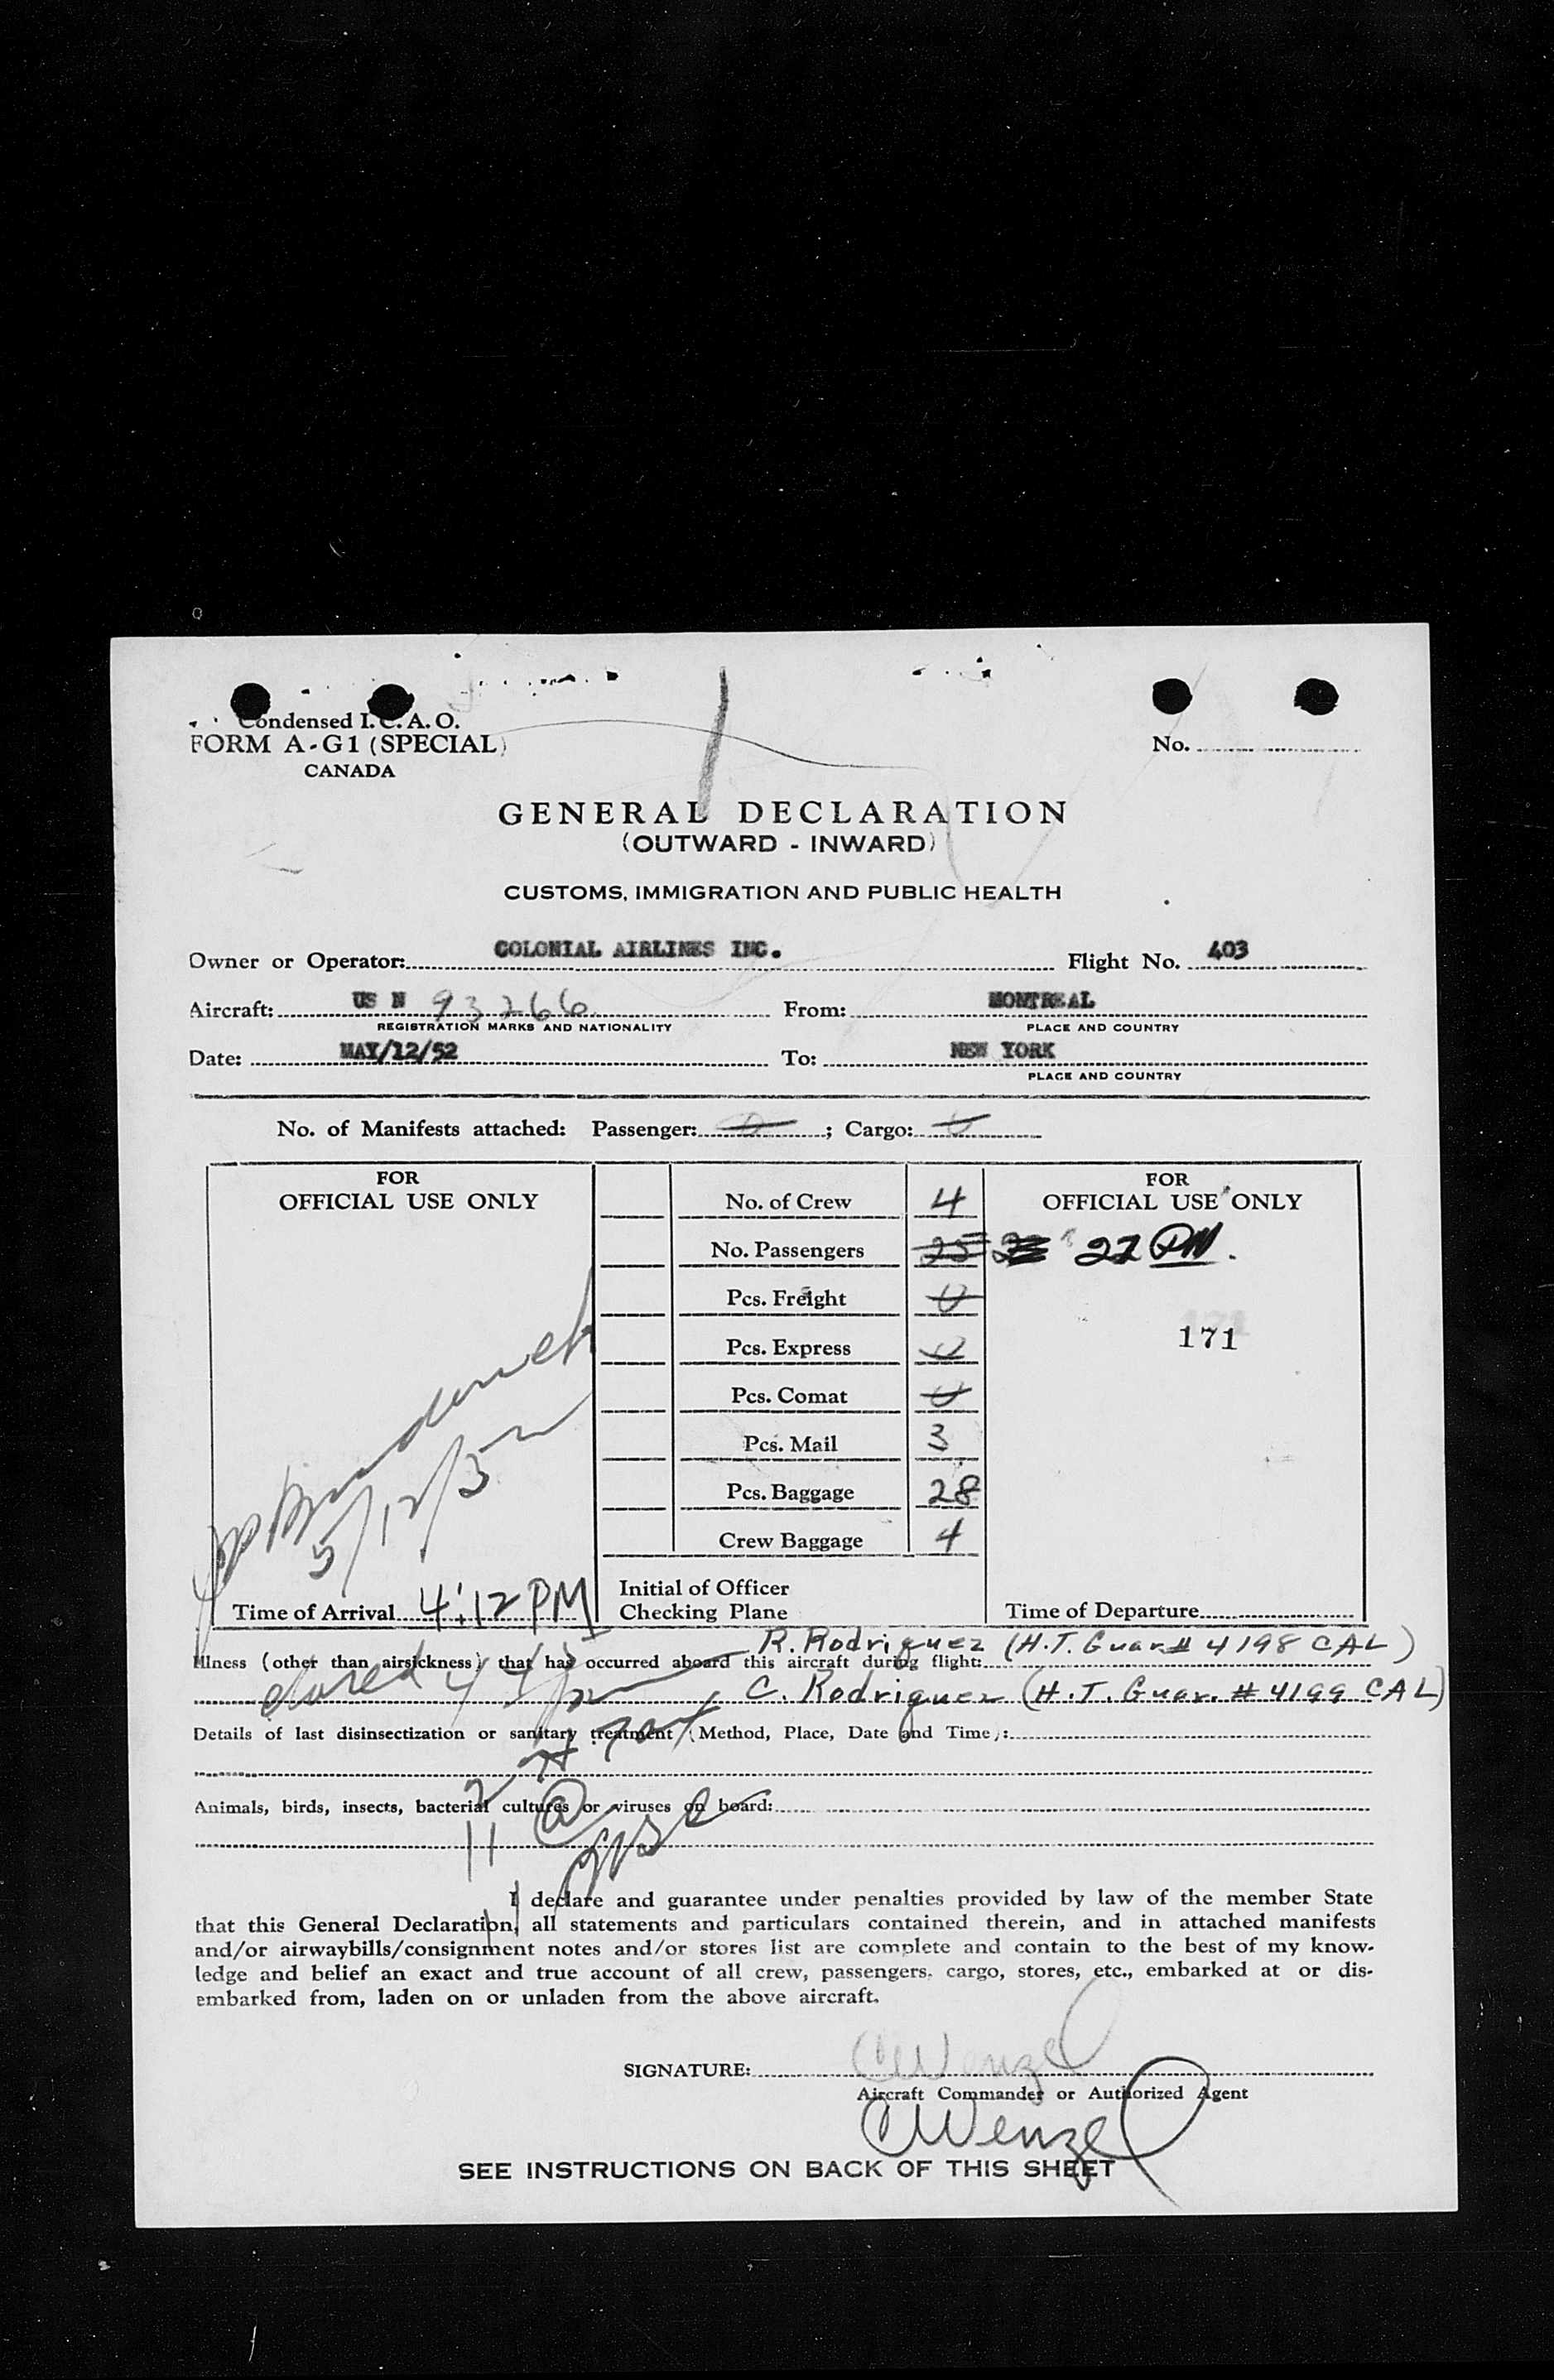 Condensed I.C.A.O.
FORM A-G1 (SPECIAL)
CANADA
No.
GENERAL DECLARATION
(OUTWARD - INWARD)
CUSTOMS, IMMIGRATION AND PUBLIC HEALTH
Owner or Operator: COLONIAL AIRLINES INC. Flight No. 403
Aircraft: US N 93266 From: MONTREAL
REGISTRATION MARKS AND NATIONALITY PLACE AND COUNTRY
Date: MAY/12/52 To: NEW YORK
PLACE AND COUNTRY
No. of Manifests attached: Passenger: 0; Cargo: 0
FOR
OFFICIAL USE ONLY
No. of Crew 4
No. Passengers 25
Pcs. Freight 0
Pcs. Express 0
Pcs. Comat 0
Pcs. Mail 3
Pcs. Baggage 28
Crew Baggage 4
Initial of Officer
Checking Plane
FOR
OFFICIAL USE ONLY
27 PM.
171
5/12/52
Time of Arrival 4:12 PM
Time of Departure
R. Rodriguez (H.T. Guar # 4198 CAL)
Illness (other than airsickness) that has occurred aboard this aircraft during flight:
C. Rodriguez (H.T. Guar. # 4199 CAL)
Details of last disinsectization or sanitary treatment (Method, Place, Date and Time):
Animals, birds, insects, bacterial cultures or viruses on board:
I declare and guarantee under penalties provided by law of the member State
that this General Declaration, all statements and particulars contained therein, and in attached manifests
and/or airwaybills/consignment notes and/or stores list are complete and contain to the best of my know-
ledge and belief an exact and true account of all crew, passengers, cargo, stores, etc., embarked at or dis-
embarked from, laden on or unladen from the above aircraft.
SIGNATURE: CWenzel
Aircraft Commander or Authorized Agent
CWenzel
SEE INSTRUCTIONS ON BACK OF THIS SHEET